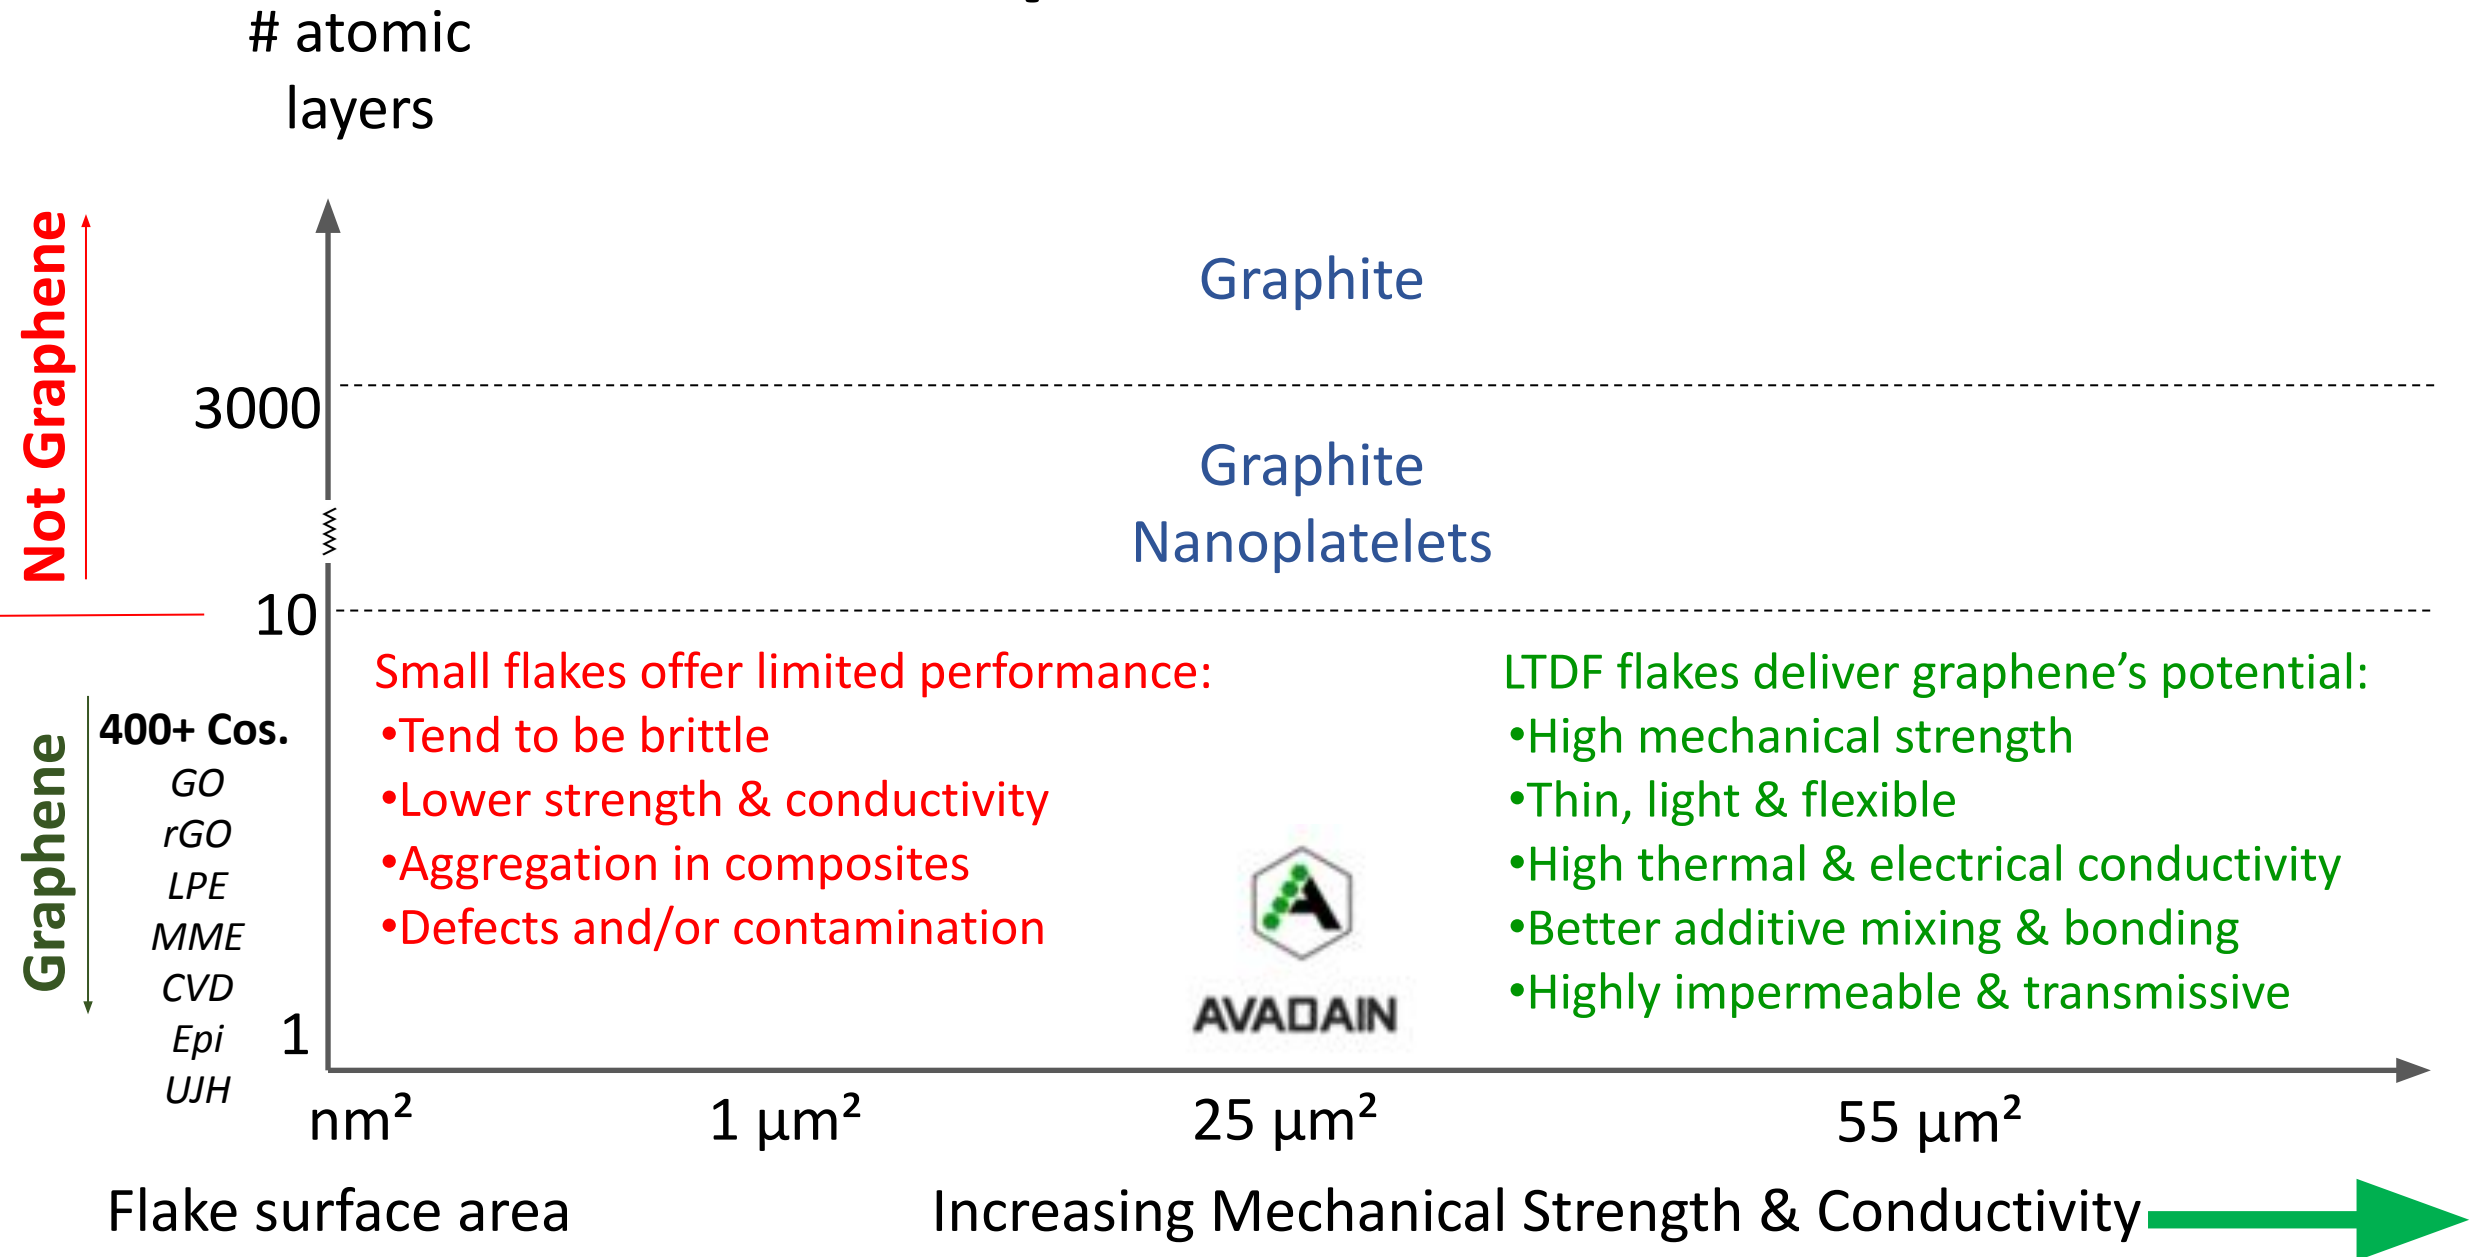 # atomic
layers
Not Graphene
Graphite
3000
Graphite
Nanoplatelets
10
Graphene
400+ Cos.
GO
rGO
LPE
MME
CVD
Epi
UJH
1
Small flakes offer limited performance:
•Tend to be brittle
•Lower strength & conductivity
•Aggregation in composites
•Defects and/or contamination
AVADAIN
LTDF flakes deliver graphene’s potential:
•High mechanical strength
•Thin, light & flexible
•High thermal & electrical conductivity
•Better additive mixing & bonding
•Highly impermeable & transmissive
nm² 1 µm² 25 µm² 55 µm²
Flake surface area
Increasing Mechanical Strength & Conductivity